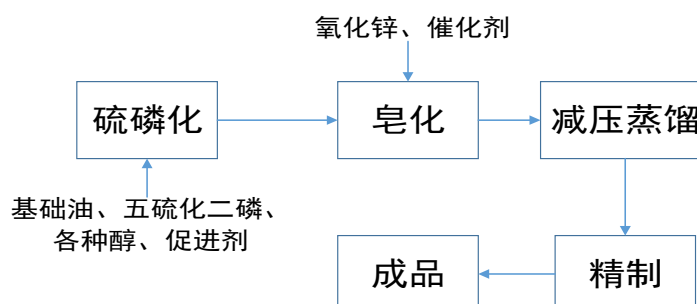 氧化锌、催化剂
硫磷化
皂化
减压蒸馏
基础油、五硫化二磷、
各种醇、促进剂
成品
精制